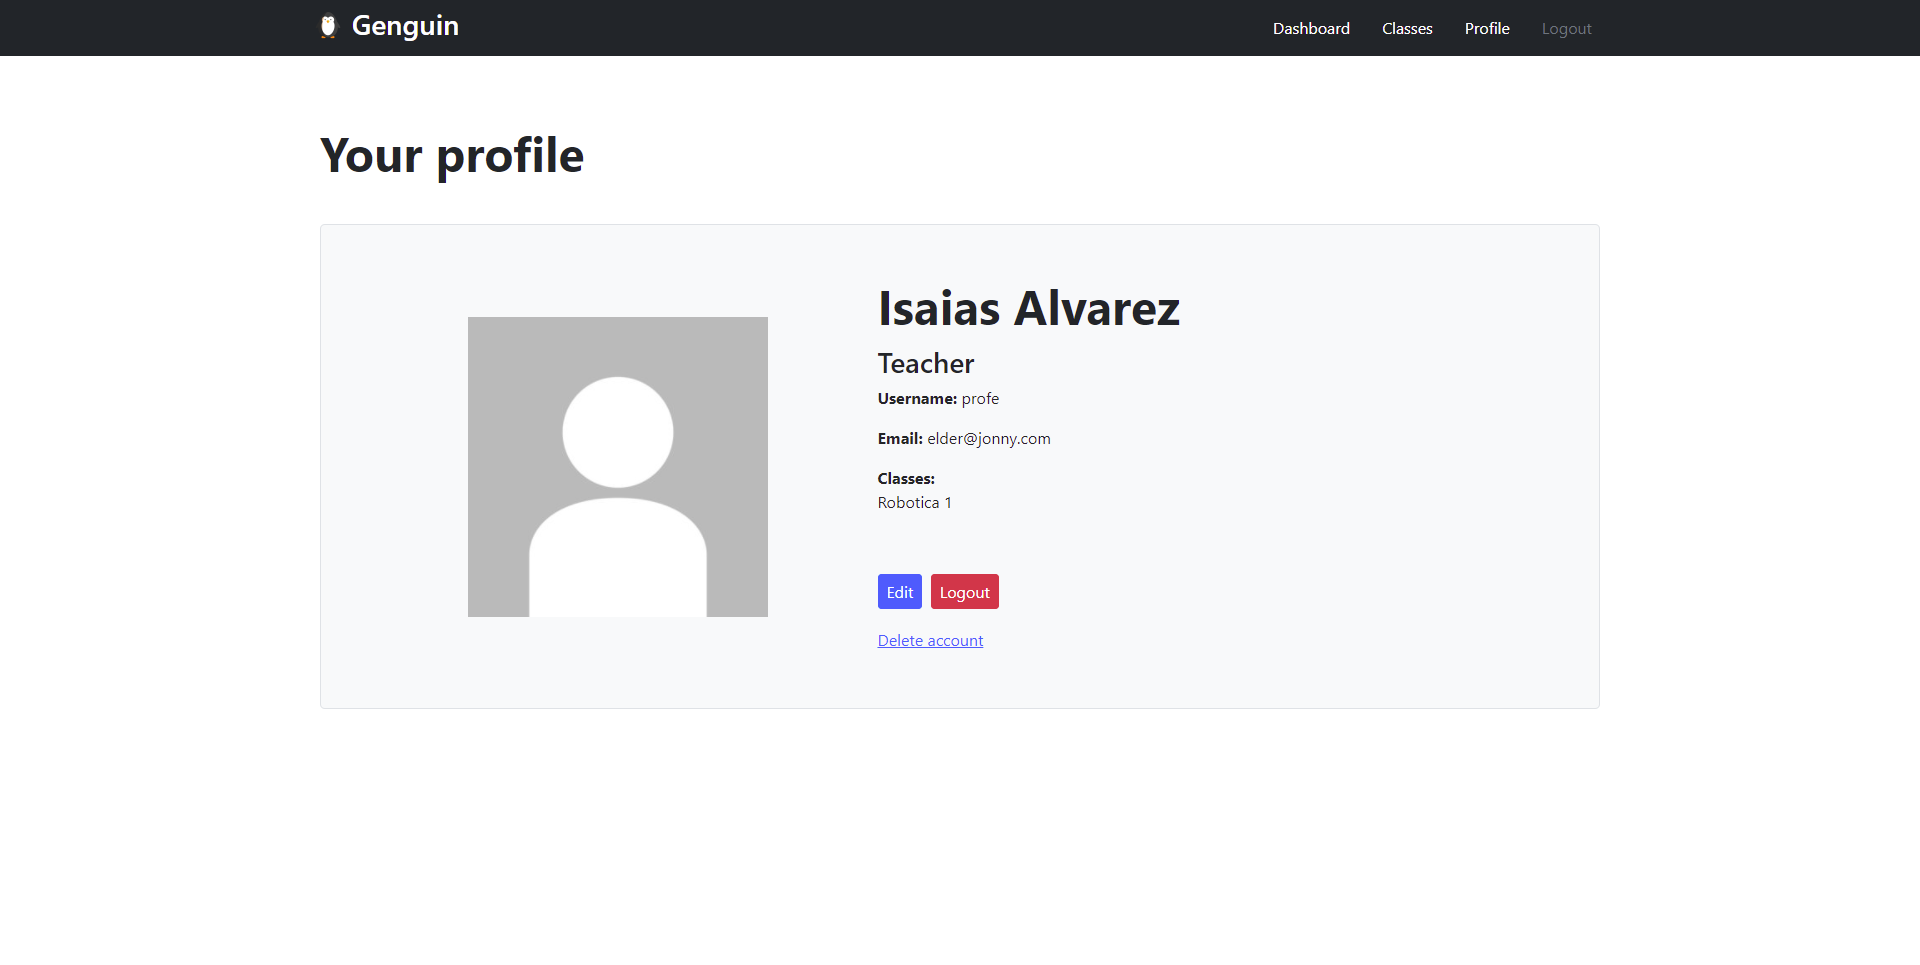 Genguin
Dashboard Classes Profile Logout
Your profile
Isaias Alvarez
Teacher
Username: profe
Email: elder@jonny.com
Classes:
Robotica 1
Edit Logout
Delete account